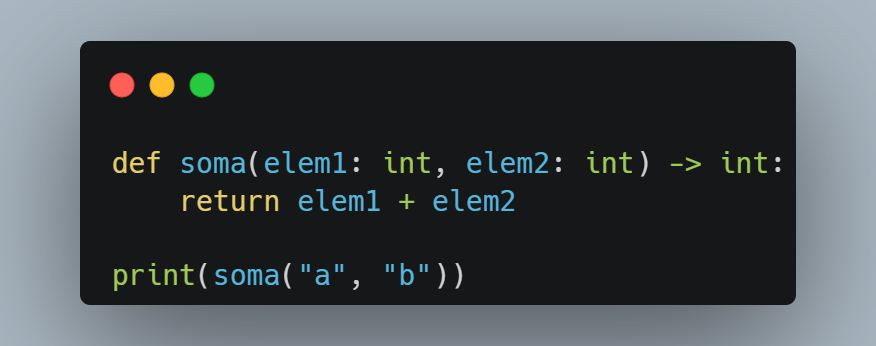 def soma(elem1: int, elem2: int) -> int:
    return elem1 + elem2
print(soma("a", "b"))